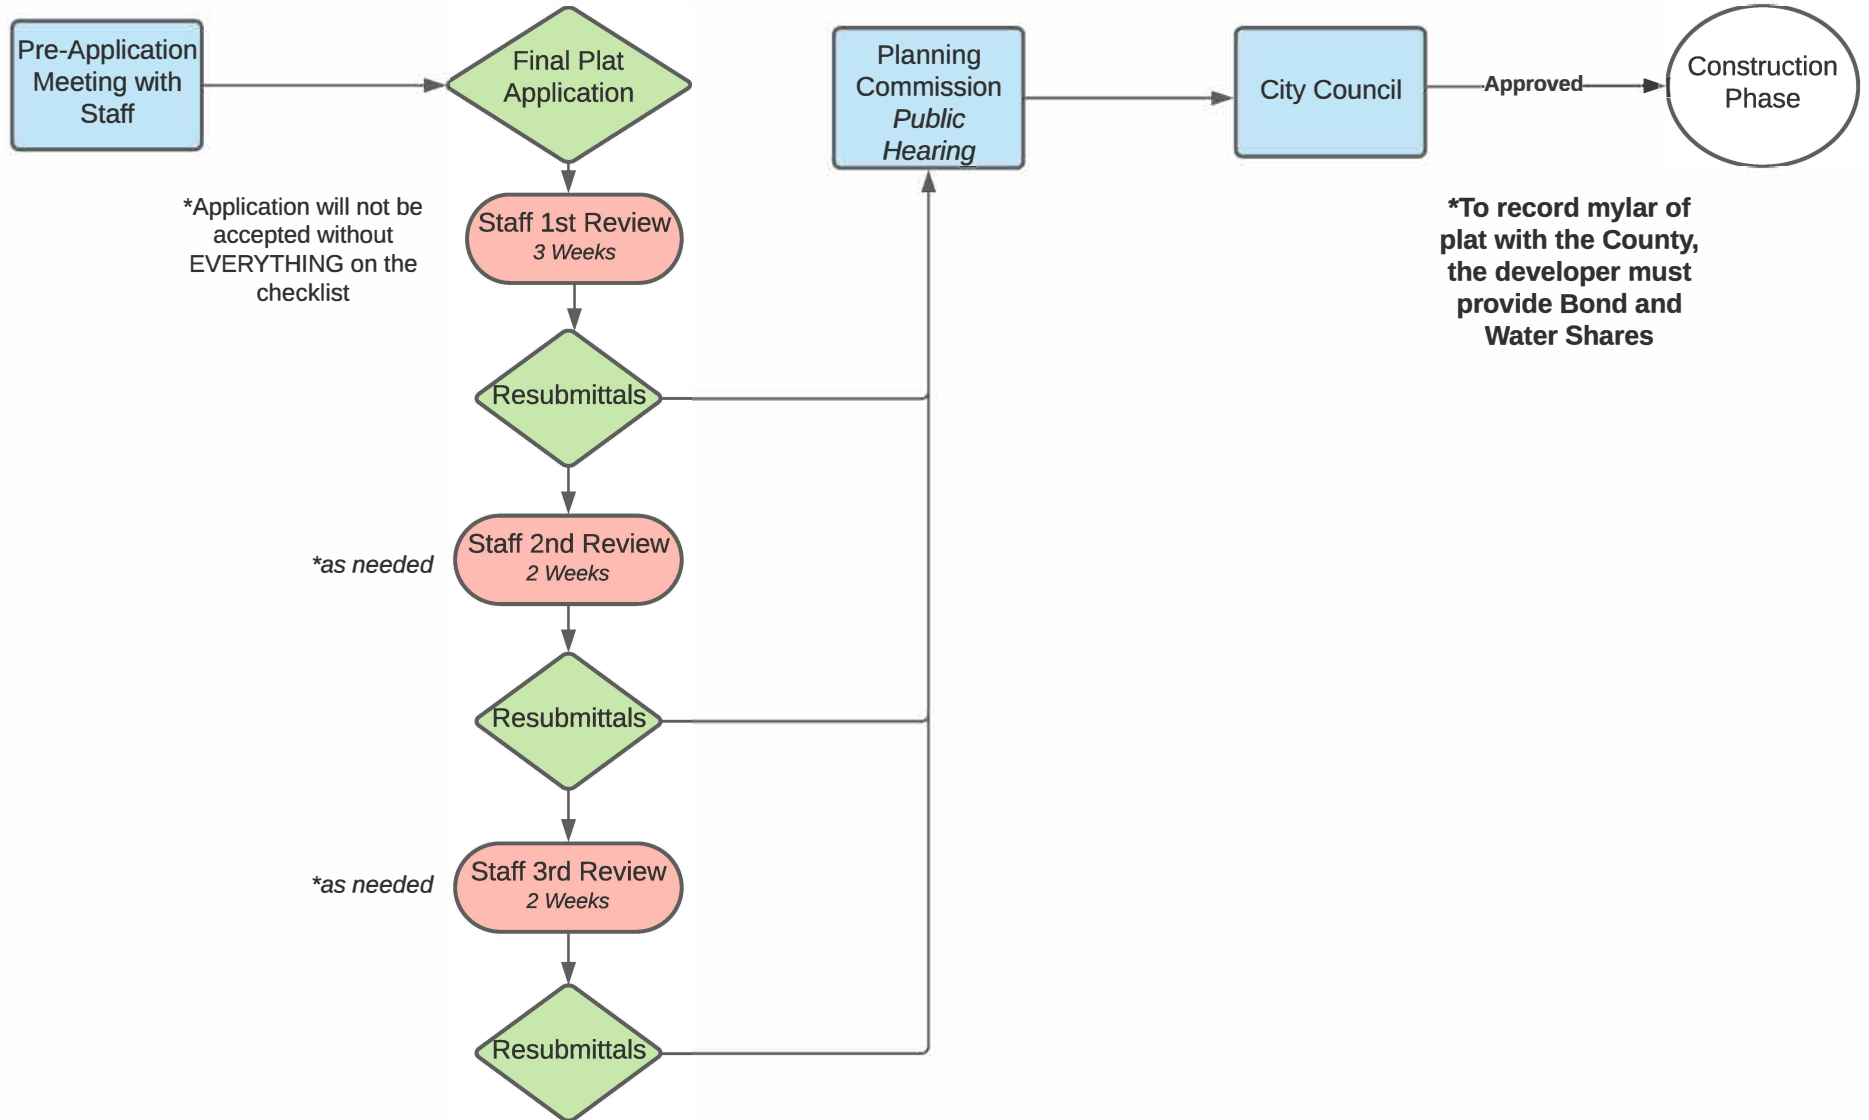 Pre-Application
Meeting with
Staff
Final Plat
Application
Planning
Commission
Public
Hearing
City Council
Approved
Construction
Phase
*Application will not be
accepted without
EVERYTHING on the
checklist
Staff 1st Review
3 Weeks
*To record mylar of
plat with the County,
the developer must
provide Bond and
Water Shares
Resubmittals
*as needed
Staff 2nd Review
2 Weeks
Resubmittals
*as needed
Staff 3rd Review
2 Weeks
Resubmittals